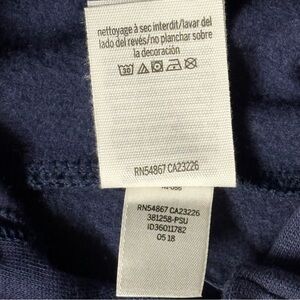 nettoyage à sec interdit/lavar del
lado del revés/no planchar sobre
la decoración
30
RN54867 CA23226
RN54867 CA23226
381258-PSU
ID36011782
05 18